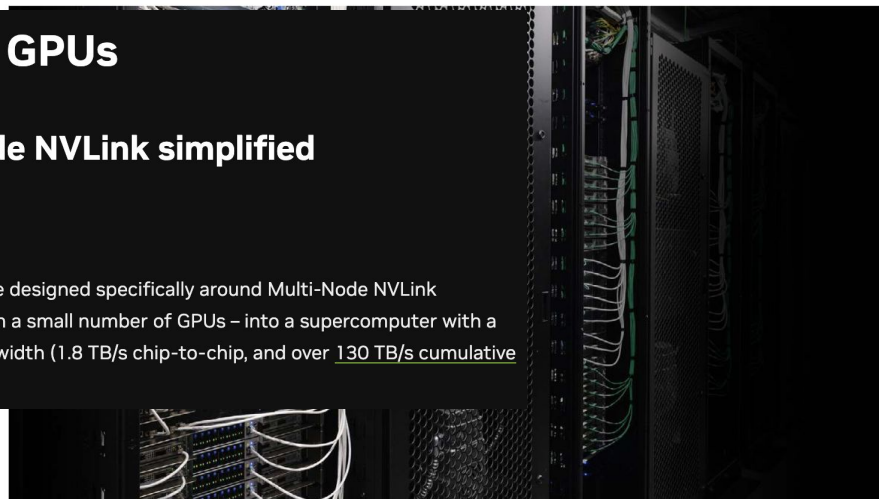 GPUs
le NVLink simplified
e designed specifically around Multi-Node NVLink
n a small number of GPUs – into a supercomputer with a
width (1.8 TB/s chip-to-chip, and over 130 TB/s cumulative